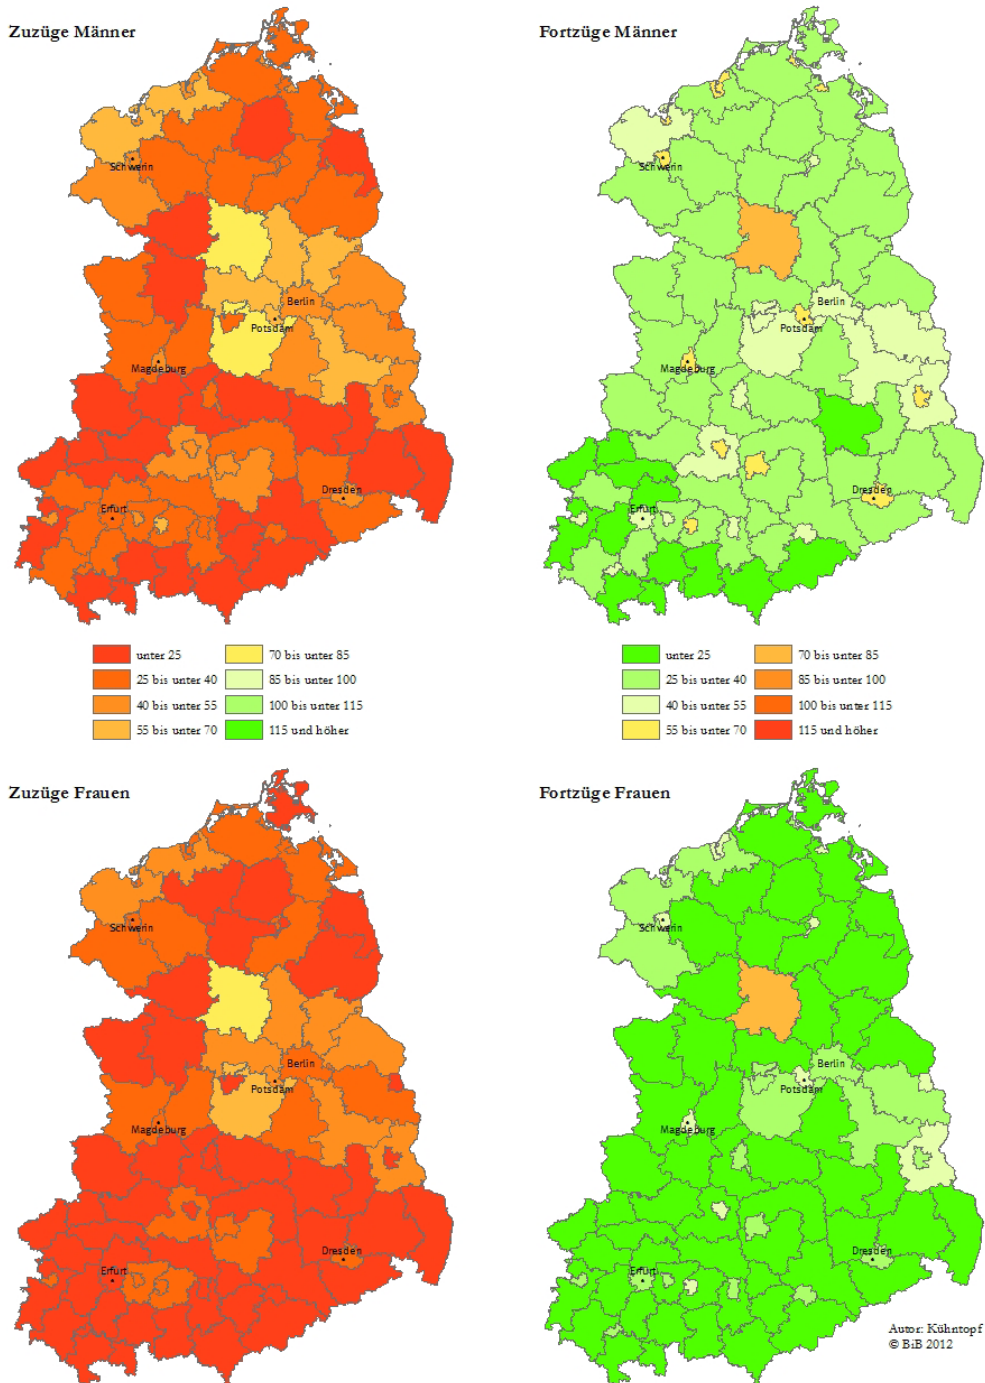 Zuzüge Männer
Fortzüge Männer
Schwerin
Berlin
Potsdam
Magdeburg
Dresden
Erfurt
Schwerin
Berlin
Potsdam
Magdeburg
Dresden
Erfurt
unter 25
25 bis unter 40
40 bis unter 55
55 bis unter 70
70 bis unter 85
85 bis unter 100
100 bis unter 115
115 und höher
unter 25
25 bis unter 40
40 bis unter 55
55 bis unter 70
70 bis unter 85
85 bis unter 100
100 bis unter 115
115 und höher
Zuzüge Frauen
Fortzüge Frauen
Schwerin
Berlin
Potsdam
Magdeburg
Dresden
Erfurt
Schwerin
Berlin
Potsdam
Magdeburg
Dresden
Erfurt
Autor: Kühntopf
© BiB 2012